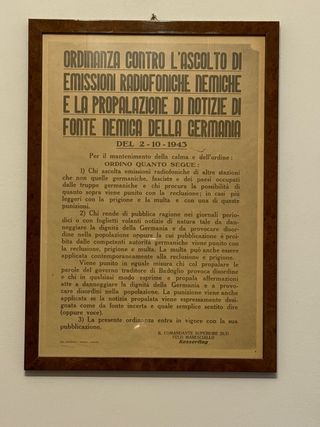 ORDINANZA CONTRO L'ASCOLTO DI
EMISSIONI RADIOFONICHE NEMICHE
E LA PROPALAZIONE DI NOTIZIE DI
FONTE NEMICA DELLA GERMANIA
DEL 2-10-1943
Per il mantenimento della calma e dell'ordine:
ORDINO QUANTO SEGUE:
1) Chi ascolta emissioni radiofoniche di altre stazioni
che non quelle germaniche, fasciste e dei paesi occupati
dalle truppe germaniche e chi procura la possibilità di
quanto sopra viene punito con la reclusione; in casi più
leggeri con la prigione e la multa e con una di queste
punizioni.
2) Chi rende di pubblica ragione nei giornali perio-
dici o con foglietti volanti notizie di natura tale da dan-
neggiare la dignità della Germania e da provocare disor-
dine nella popolazione oppure la cui pubblicazione è proi-
bita dalle competenti autorità germaniche viene punito con
la reclusione, prigione e multa. La multa può anche essere
applicata contemporaneamente alla reclusione e prigione.
Viene punito in eguale misura chi col propalare le
parole del governo traditore di Badoglio provoca disordine
e chi in qualsiasi modo esprime e propala affermazioni
atte a danneggiare la dignità della Germania e a provo-
care disordini nella popolazione. La punizione viene anche
applicata se la notizia propalata viene espressamente desi-
gnata come da fonte incerta e quale semplice sentito dire
(oppure voce).
3) La presente ordinanza entra in vigore con la sua
pubblicazione.
IL COMANDANTE SUPERIORE SUD
FELD MARESCIALLO
Kesserling